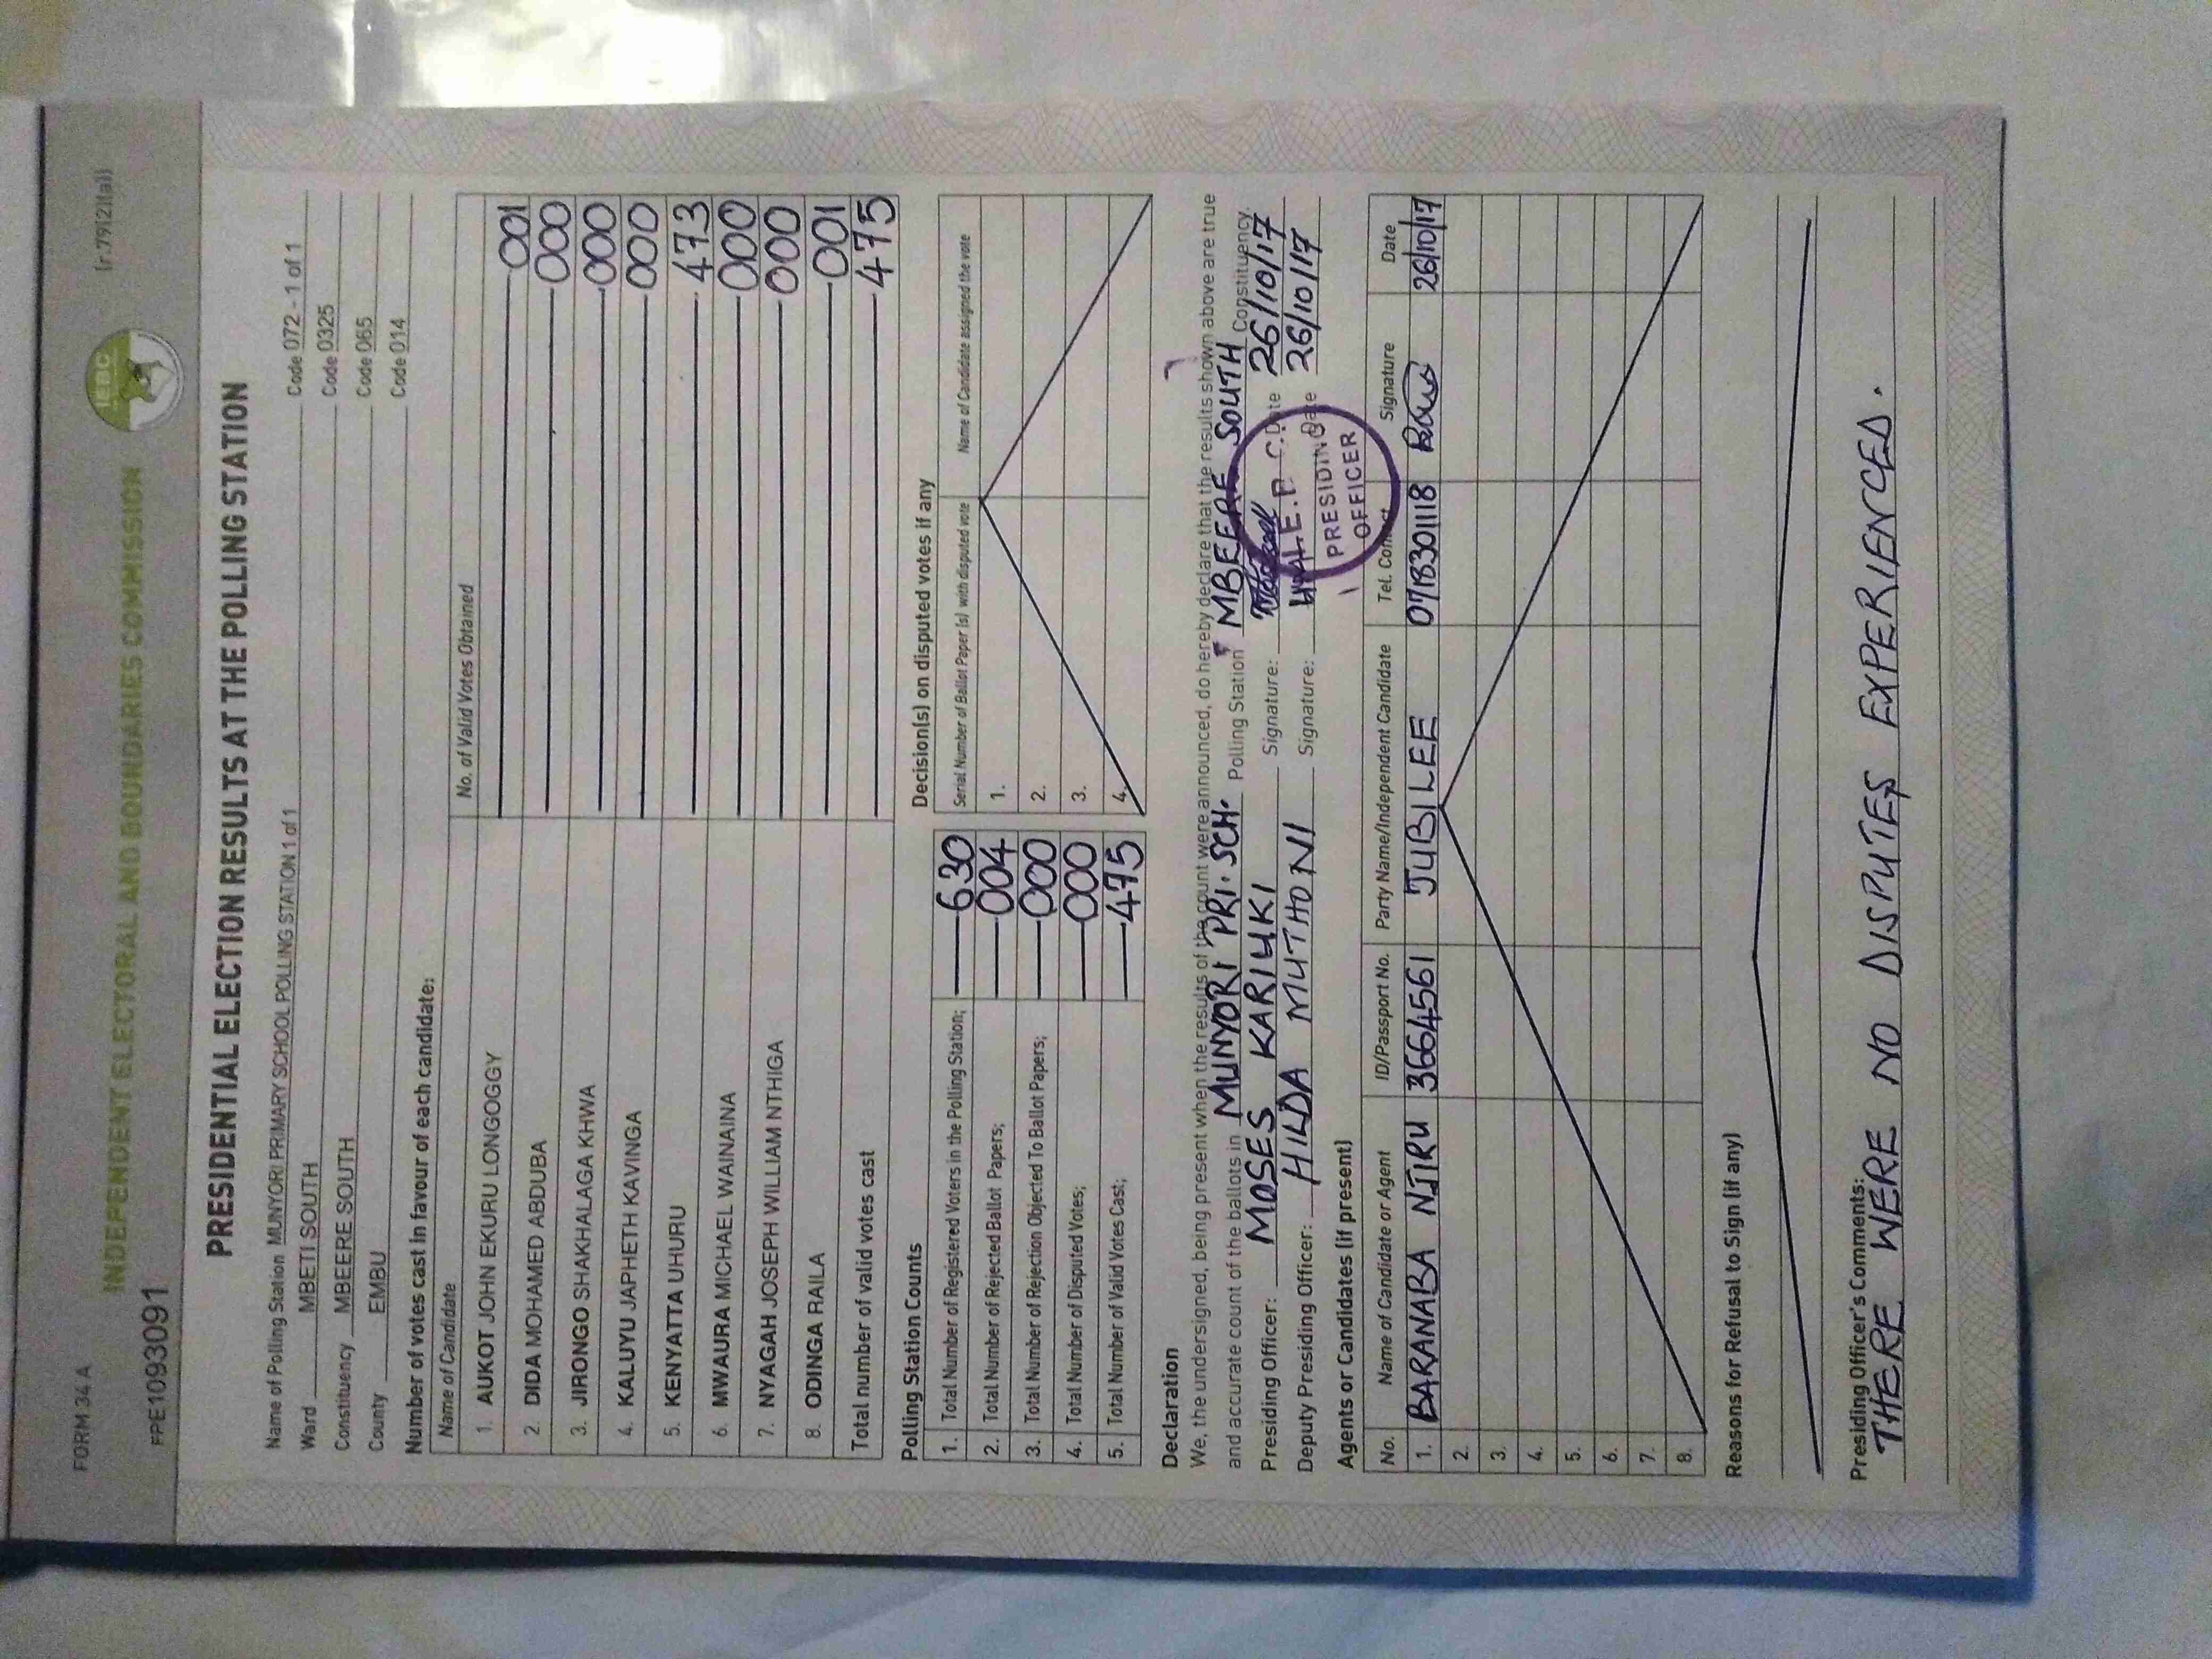 FORM 34 A
(r.79(2)(a))
IEBC
INDEPENDENT ELECTORAL AND BOUNDARIES COMMISSION
PPE1093091
PRESIDENTIAL ELECTION RESULTS AT THE POLLING STATION
Name of Polling Station MUNYORI PRIMARY SCHOOL POLLING STATION 1 of 1 Code 072 - 1 of 1
Ward MBETI SOUTH Code 0325
Constituency MBEERE SOUTH Code 065
County EMBU Code 014
Number of votes cast in favour of each candidate:
Name of Candidate No. of Valid Votes Obtained
1. AUKOT JOHN EKURU LONGOGGY 001
2 DIDA MOHAMED ABDUBA 000
3. JIRONGO SHAKHALAGA KHWA 000
4. KALUYU JAPHETH KAVINGA 000
5. KENYATTA UHURU 473
6. MWAURA MICHAEL WAINAINA 000
7. NYAGAH JOSEPH WILLIAM NTHIGA 000
8. ODINGA RAILA 001
Total number of valid votes cast 475
Polling Station Counts
1. Total Number of Registered Voters in the Polling Station; 630
2. Total Number of Rejected Ballot Papers; 004
3. Total Number of Rejection Objected To Ballot Papers; 000
4. Total Number of Disputed Votes; 000
5. Total Number of Valid Votes Cast; 475
Decision(s) on disputed votes if any
Serial Number of Ballot Paper (s) with disputed vote Name of Candidate assigned the vote
1.
2.
3.
4.
Declaration
We, the undersigned, being present when the results of the count were announced, do hereby declare that the results shown above are true
and accurate count of the ballots in MUNYORI PRI. SCH. Polling Station MBEERE SOUTH Constituency.
Presiding Officer: MOSES KARIUKI Signature: Date 26/10/17
Deputy Presiding Officer: HILDA MUTHONI Signature: Date 26/10/17
PRESIDING
OFFICER
Agents or Candidates (if present)
No. Name of Candidate or Agent ID/Passport No. Party Name/Independent Candidate Tel. Contact Signature Date
1. BARANABA NJIRU 36645​61 JUBILEE 0718301118 26/10/17
2.
3.
4.
5.
6.
7.
8.
Reasons for Refusal to Sign (if any)
Presiding Officer's Comments:
THERE WERE NO DISPUTES EXPERIENCED.